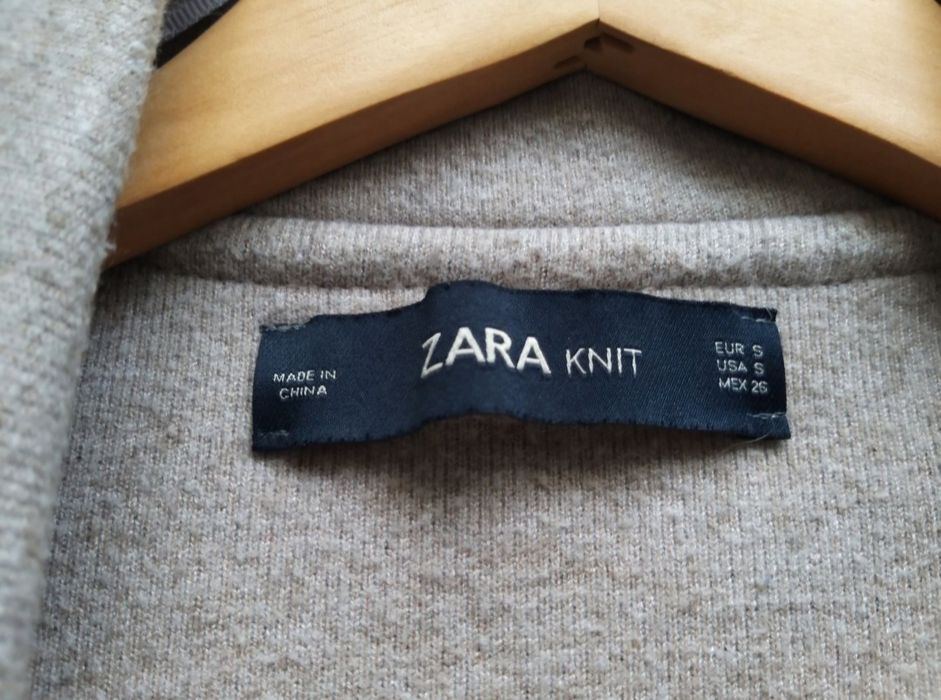 MADE IN
CHINA
ZARA KNIT
EUR S
USA S
MEX 26